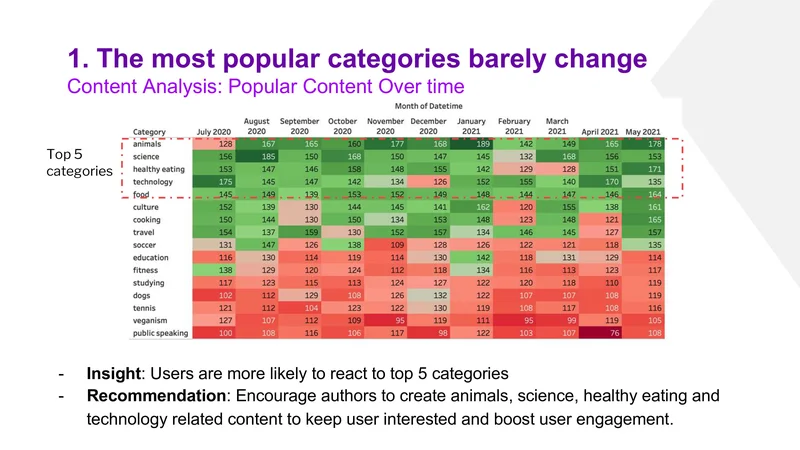 1. The most popular categories barely change
Content Analysis: Popular Content Over time
Month of Datetime
Category July 2020 August 2020 September 2020 October 2020 November 2020 December 2020 January 2021 February 2021 March 2021 April 2021 May 2021
Top 5
categories
animals 128 167 165 160 177 168 189 142 149 165 178
science 156 185 150 168 150 147 145 132 168 156 153
healthy eating 153 147 146 158 148 155 142 129 128 151 171
technology 175 145 147 142 134 126 152 155 140 170 135
food 145 149 139 153 152 149 148 144 147 146 164
culture 152 139 130 144 145 141 162 120 145 138 161
cooking 150 144 130 150 134 153 148 123 148 121 165
travel 154 137 159 130 152 157 134 146 145 127 157
soccer 131 147 126 138 109 128 126 122 121 118 135
education 116 130 114 119 114 130 142 118 131 129 114
fitness 138 129 120 124 112 118 134 116 113 123 117
studying 117 123 115 113 124 127 122 120 118 110 119
dogs 102 112 129 108 126 132 122 107 107 108 119
tennis 121 112 104 123 122 130 119 108 117 108 116
veganism 127 107 112 109 95 119 111 95 99 119 105
public speaking 100 108 116 106 117 98 122 103 107 76 108
- Insight: Users are more likely to react to top 5 categories
- Recommendation: Encourage authors to create animals, science, healthy eating and
technology related content to keep user interested and boost user engagement.